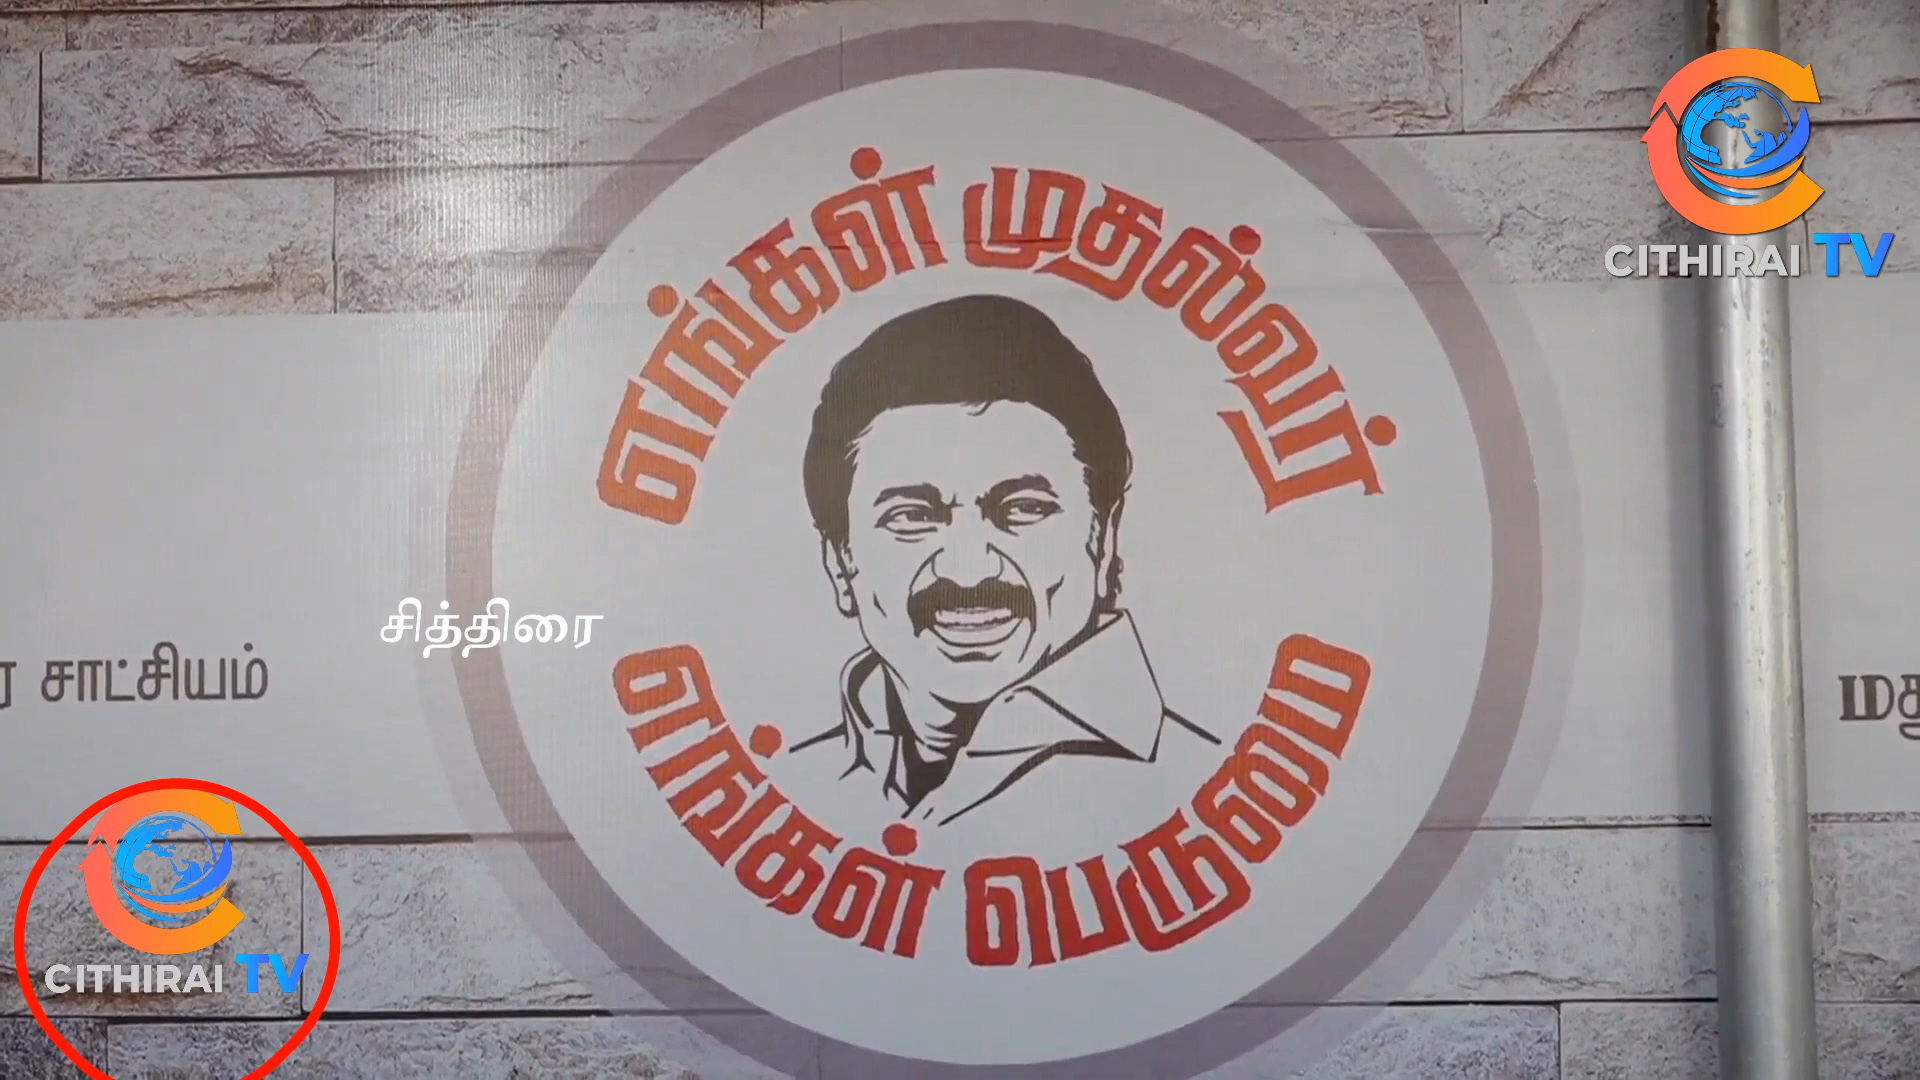 எங்கள் முதல்வர்
எங்கள் பெருமை
சாட்சியம்
சித்திரை
CITHIRAI TV
CITHIRAI TV